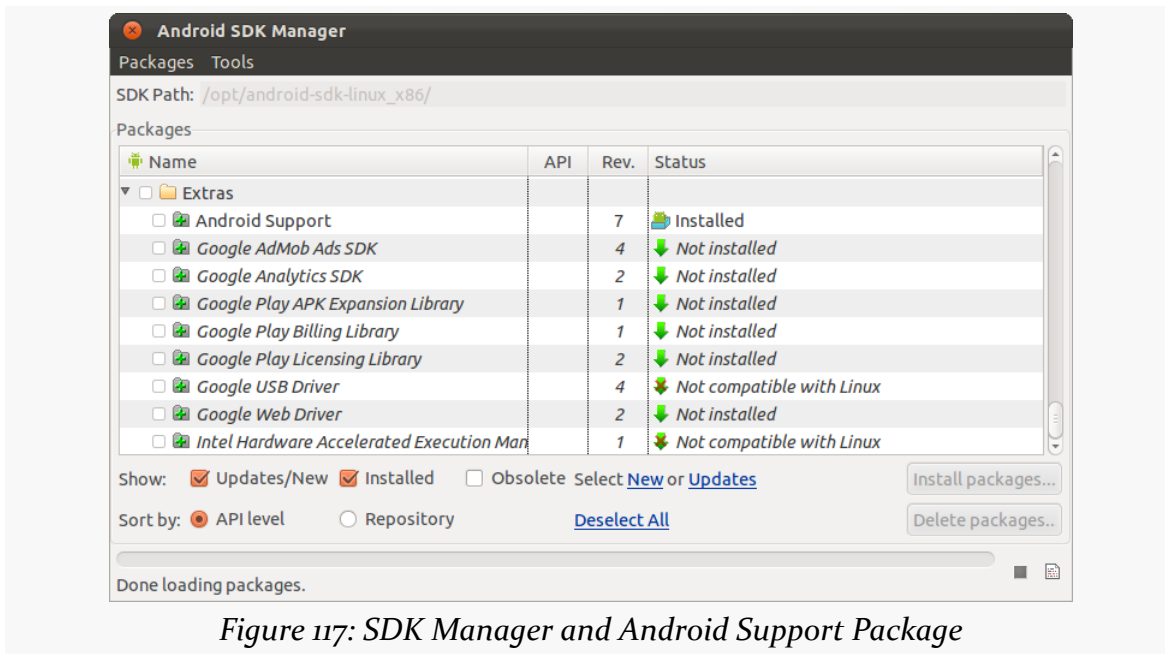 Android SDK Manager
Packages Tools
SDK Path: /opt/android-sdk-linux_x86/
Packages
Name API Rev. Status
Extras
Android Support 7 Installed
Google AdMob Ads SDK 4 Not installed
Google Analytics SDK 2 Not installed
Google Play APK Expansion Library 1 Not installed
Google Play Billing Library 1 Not installed
Google Play Licensing Library 2 Not installed
Google USB Driver 4 Not compatible with Linux
Google Web Driver 2 Not installed
Intel Hardware Accelerated Execution Man 1 Not compatible with Linux
Show: Updates/New Installed Obsolete Select New or Updates Install packages...
Sort by: API level Repository Deselect All Delete packages..
Done loading packages.
Figure 117: SDK Manager and Android Support Package